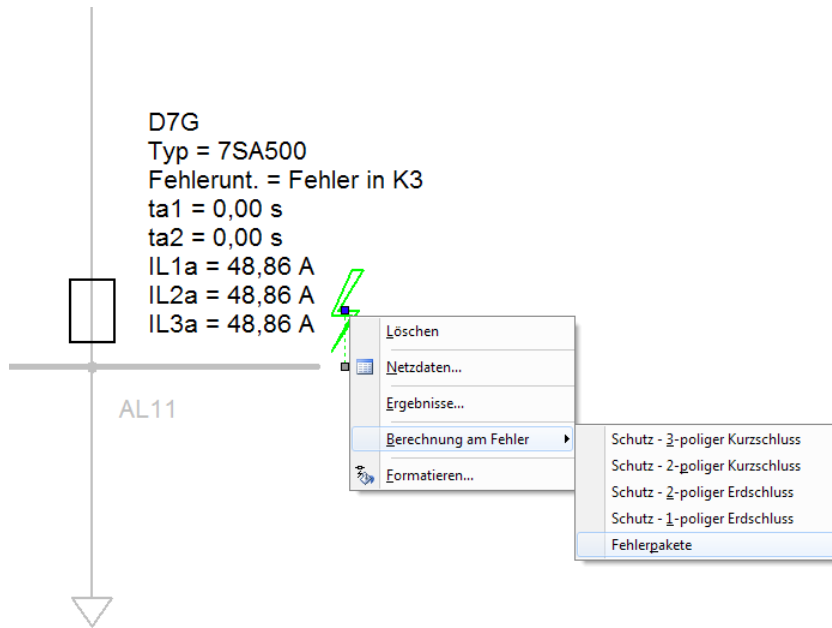 D7G
Typ = 7SA500
Fehlerunt. = Fehler in K3
ta1 = 0,00 s
ta2 = 0,00 s
IL1a = 48,86 A
IL2a = 48,86 A
IL3a = 48,86 A
AL11
Löschen
Netzdaten...
Ergebnisse...
Berechnung am Fehler
Formatieren...
Schutz - 3-poliger Kurzschluss
Schutz - 2-poliger Kurzschluss
Schutz - 2-poliger Erdschluss
Schutz - 1-poliger Erdschluss
Fehlerpakete